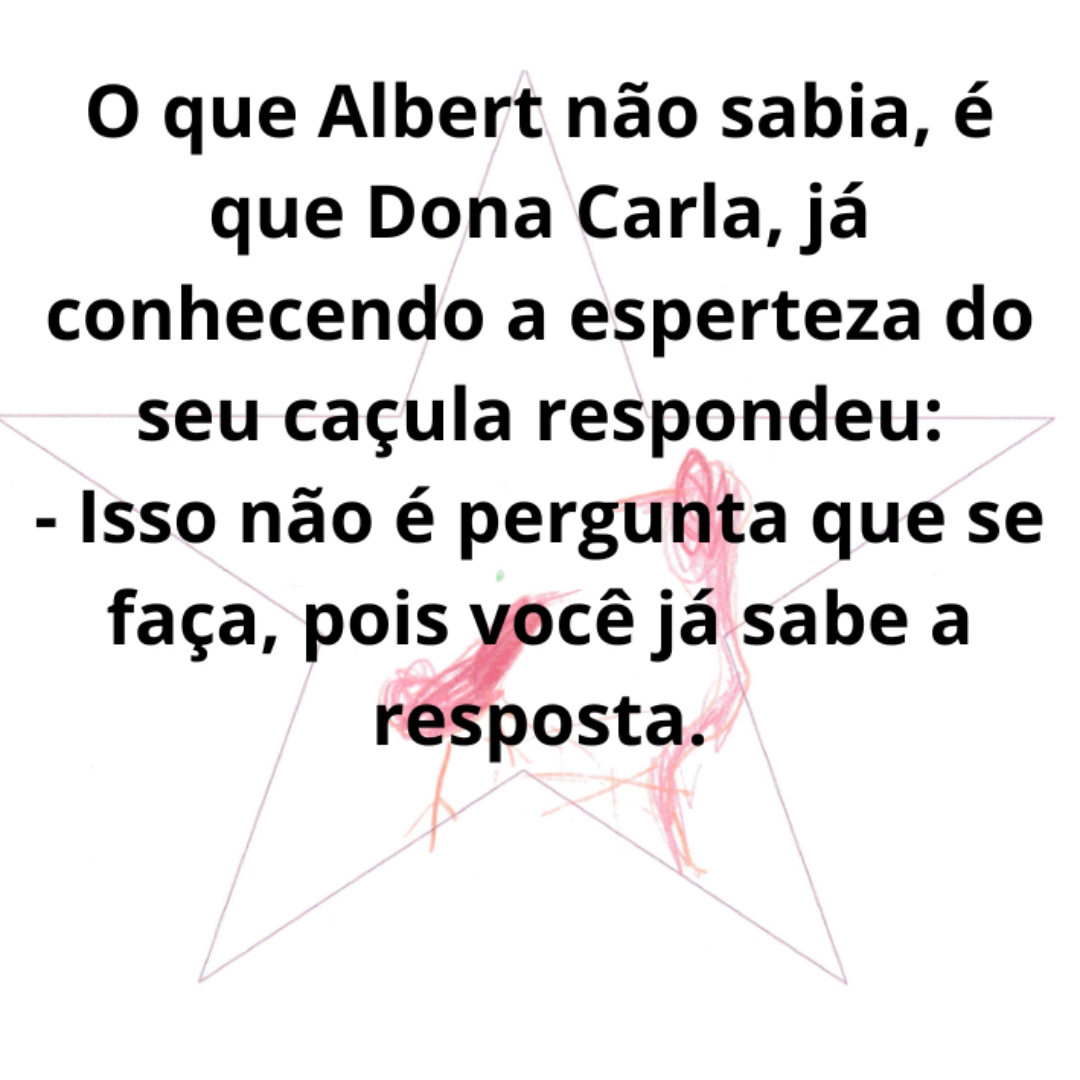 O que Albert não sabia, é
que Dona Carla, já
conhecendo a esperteza do
seu caçula respondeu:
- Isso não é pergunta que se
faça, pois você já sabe a
resposta.